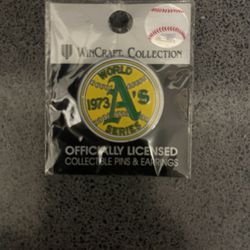 WINCRAFT. COLLECTION
WORLD
1973 A's
SERIES
OFFICIALLY LICENSED
COLLECTIBLE PINS & EARRINGS